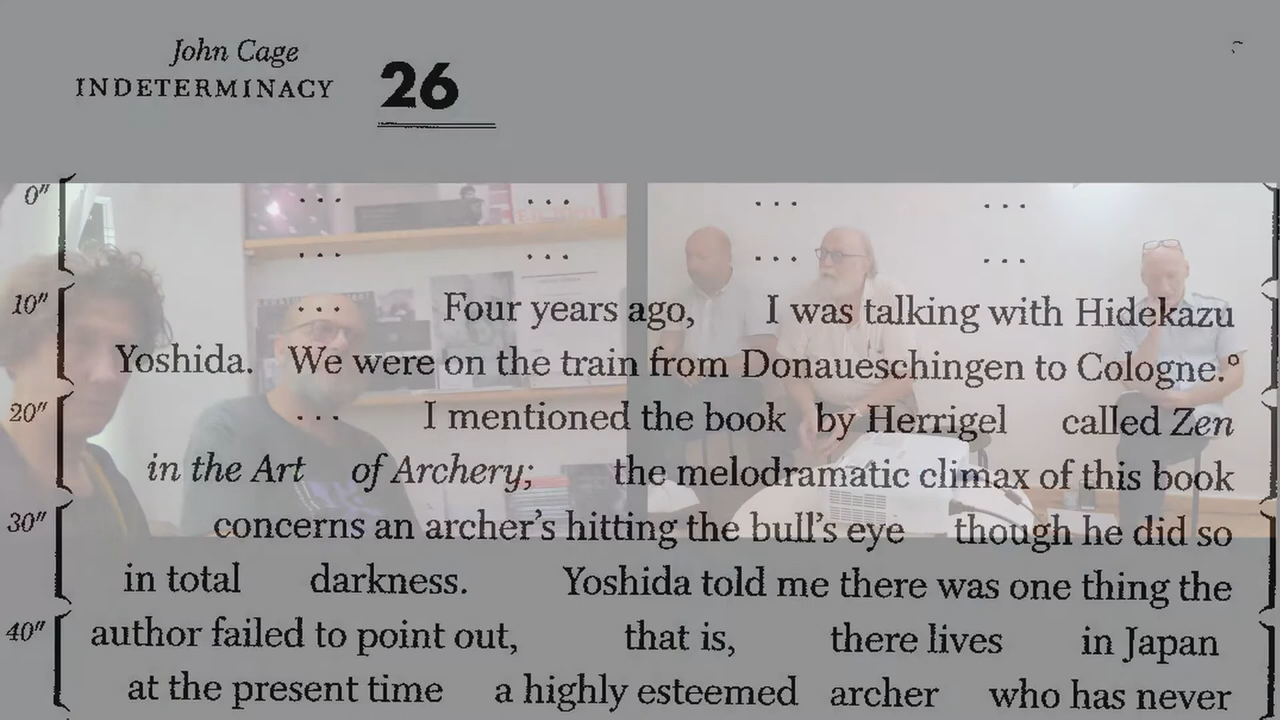 John Cage
INDETERMINACY 26
0"
... ... ... ...
... ... ... ...
10" ... Four years ago, I was talking with Hidekazu
Yoshida. We were on the train from Donaueschingen to Cologne.°
20" ... I mentioned the book by Herrigel called Zen
in the Art of Archery; the melodramatic climax of this book
30" concerns an archer's hitting the bull's eye though he did so
in total darkness. Yoshida told me there was one thing the
40" author failed to point out, that is, there lives in Japan
at the present time a highly esteemed archer who has never